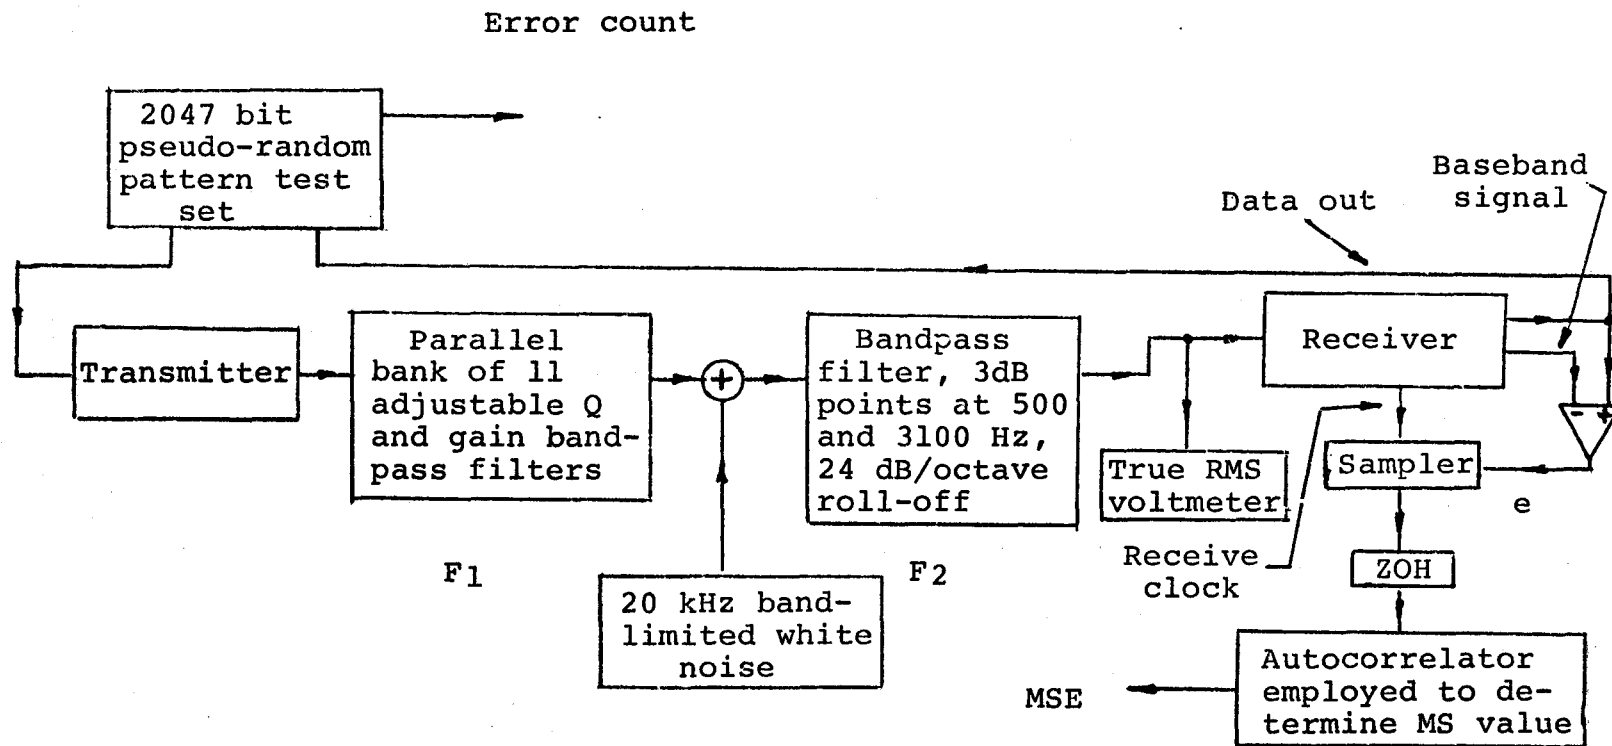 Error count
2047 bit
pseudo-random
pattern test
set
Baseband
signal
Data out
Transmitter
Parallel
bank of 11
adjustable Q
and gain band-
pass filters
+
Bandpass
filter, 3dB
points at 500
and 3100 Hz,
24 dB/octave
roll-off
Receiver
- +
True RMS
voltmeter
Sampler
e
F1
F2
Receive
clock
ZOH
20 kHz band-
limited white
noise
MSE
Autocorrelator
employed to de-
termine MS value